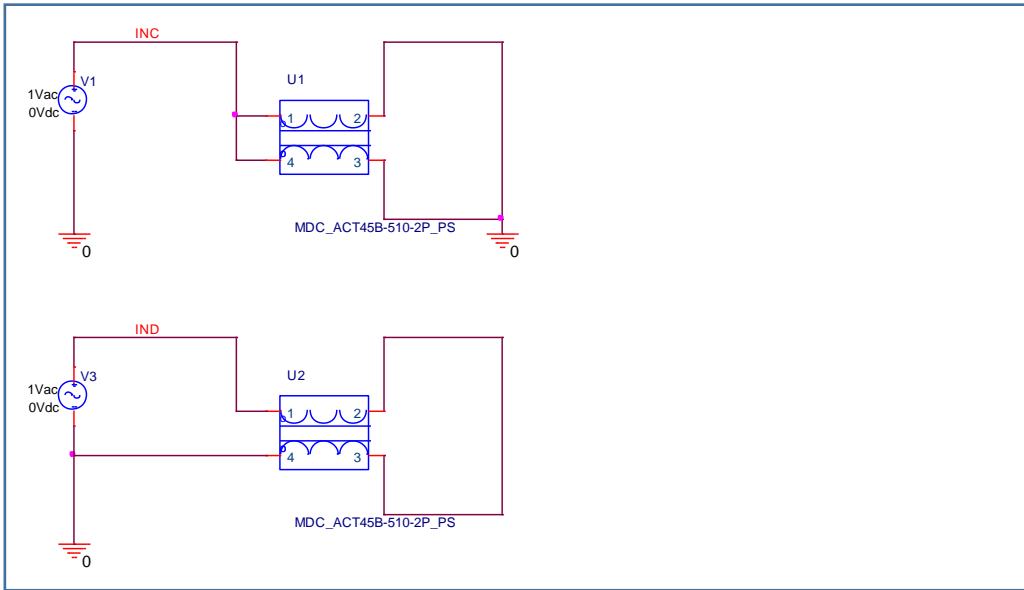 INC
V1
1Vac
0Vdc
U1
1
2
4
3
MDC_ACT45B-510-2P_PS
0
0
IND
V3
1Vac
0Vdc
U2
1
2
4
3
MDC_ACT45B-510-2P_PS
0